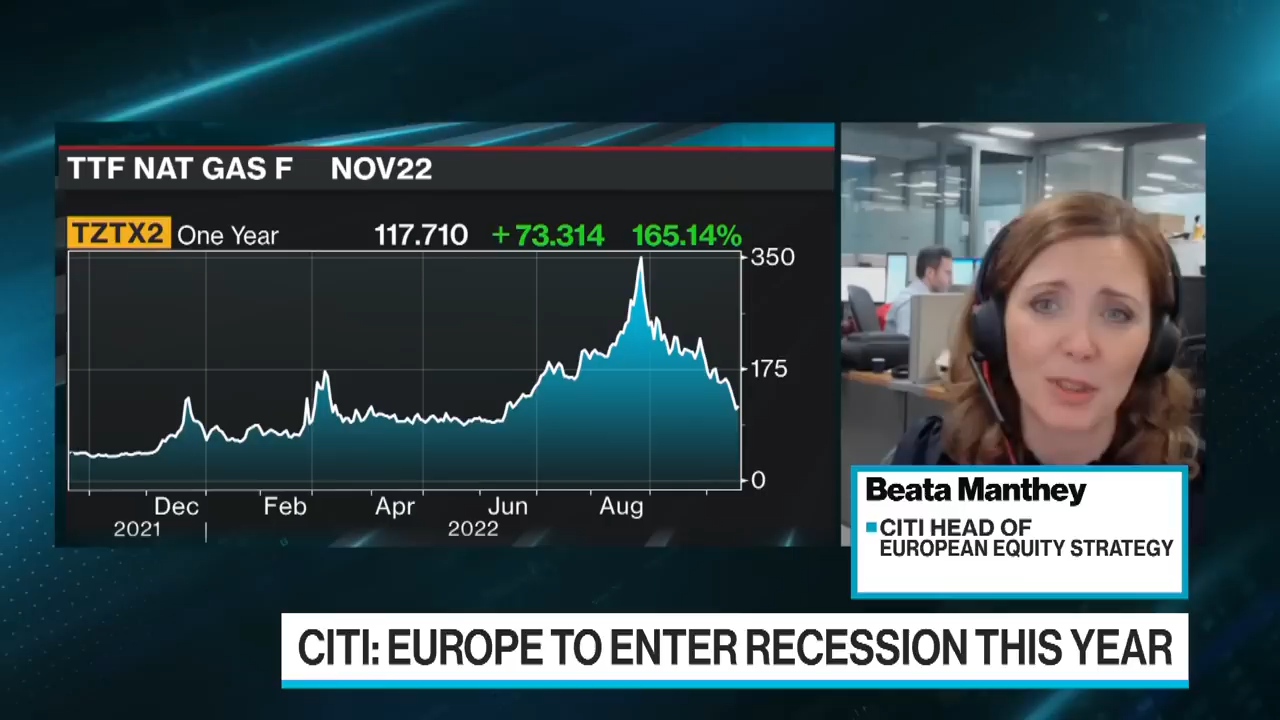 TTF NAT GAS F NOV22
TZTX2 One Year 117.710 +73.314 165.14%
350
175
0
Dec Feb Apr Jun Aug
2021 2022
Beata Manthey
CITI HEAD OF
EUROPEAN EQUITY STRATEGY
CITI: EUROPE TO ENTER RECESSION THIS YEAR